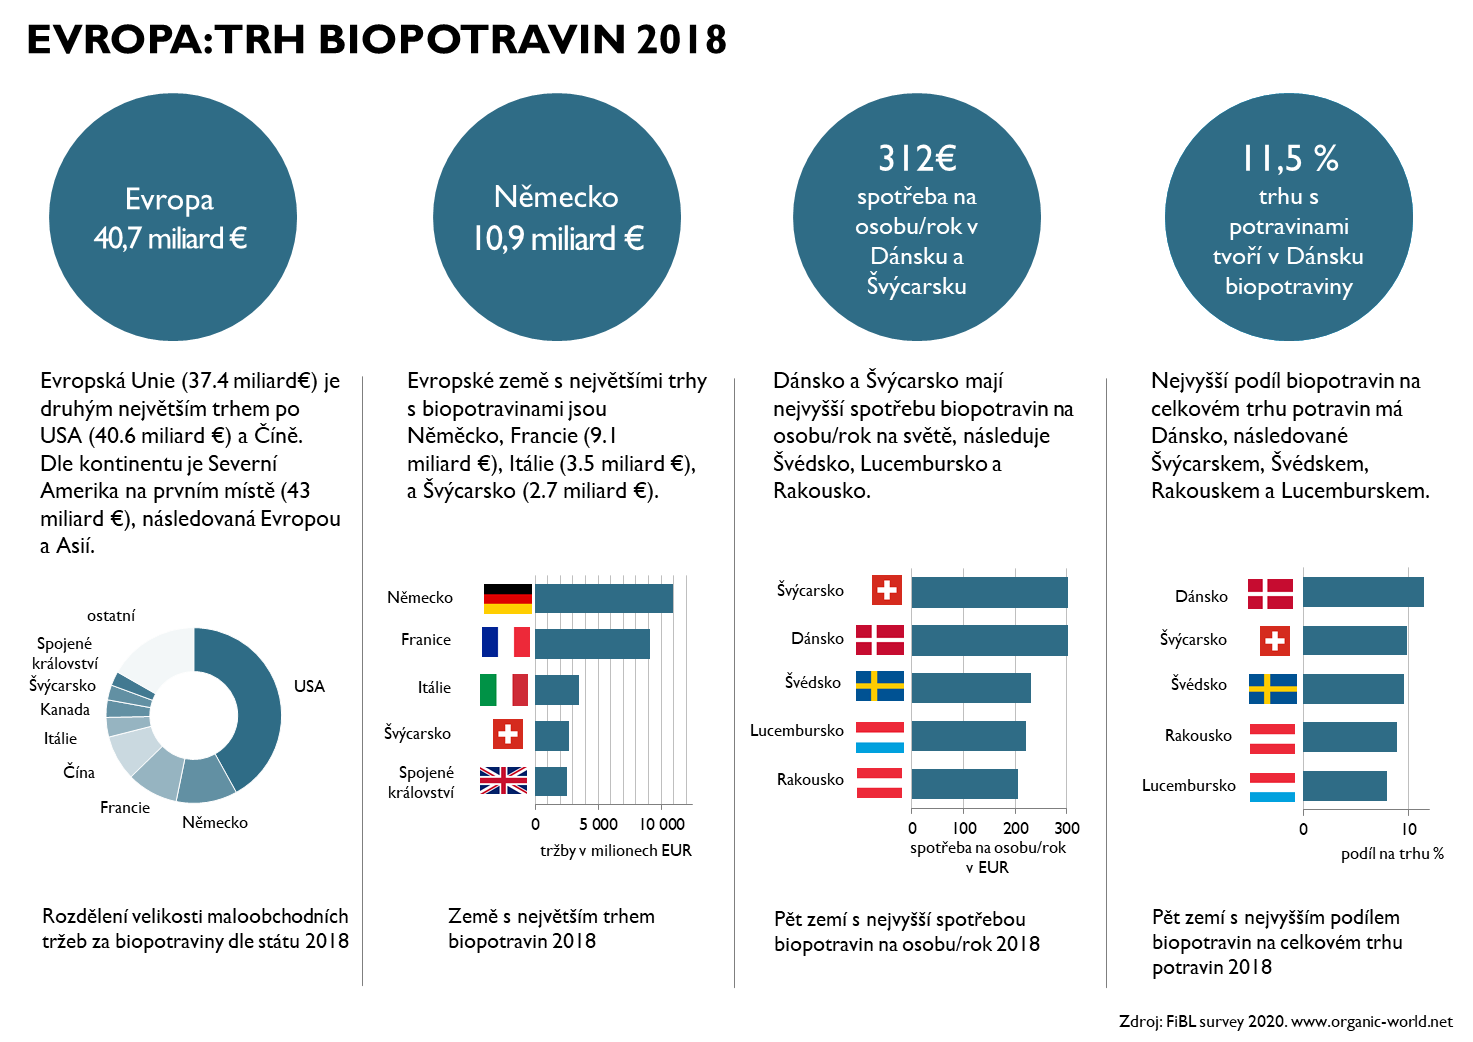 EVROPA: TRH BIOPOTRAVIN 2018
Evropa
40,7 miliard €
Německo
10,9 miliard €
312€
spotřeba na
osobu/rok v
Dánsku a
Švýcarsku
11,5 %
trhu s
potravinami
tvoří v Dánsku
biopotraviny
Evropská Unie (37.4 miliard€) je
druhým největším trhem po
USA (40.6 miliard €) a Číně.
Dle kontinentu je Severní
Amerika na prvním místě (43
miliard €), následovaná Evropou
a Asií.
Evropské země s největšími trhy
s biopotravinami jsou
Něměcko, Francie (9.1
miliard €), Itálie (3.5 miliard €),
a Švýcarsko (2.7 miliard €).
Dánsko a Švýcarsko mají
nejvyšší spotřebu biopotravin na
osobu/rok na světě, následuje
Švédsko, Lucembursko a
Rakousko.
Nejvyšší podíl biopotravin na
celkovém trhu potravin má
Dánsko, následované
Švýcarskem, Švédskem,
Rakouskem a Lucemburskem.
ostatní
Spojené
království
Švýcarsko
Kanada
Itálie
Čína
Francie
Německo
USA
Rozdělení velikosti maloobchodních
tržeb za biopotraviny dle státu 2018
Německo
Franice
Itálie
Švýcarsko
Spojené
království
0 5 000 10 000
tržby v milionech EUR
Země s největším trhem
biopotravin 2018
Švýcarsko
Dánsko
Švédsko
Lucembursko
Rakousko
0 100 200 300
spotřeba na osobu/rok
v EUR
Pět zemí s nejvyšší spotřebou
biopotravin na osobu/rok 2018
Dánsko
Švýcarsko
Švédsko
Rakousko
Lucembursko
0 10
podíl na trhu %
Pět zemí s nejvyšším podílem
biopotravin na celkovém trhu
potravin 2018
Zdroj: FiBL survey 2020. www.organic-world.net